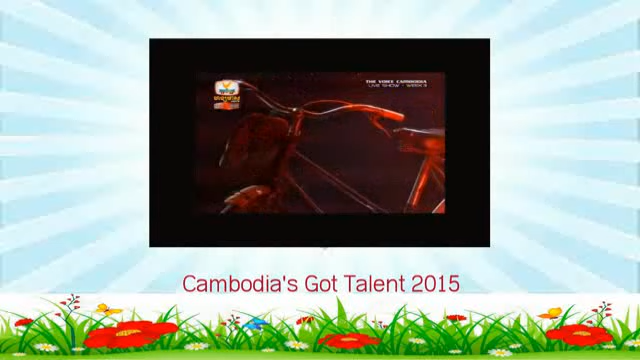 THE VOICE CAMBODIA
LIVE SHOW - WEEK 3
Cambodia's Got Talent 2015